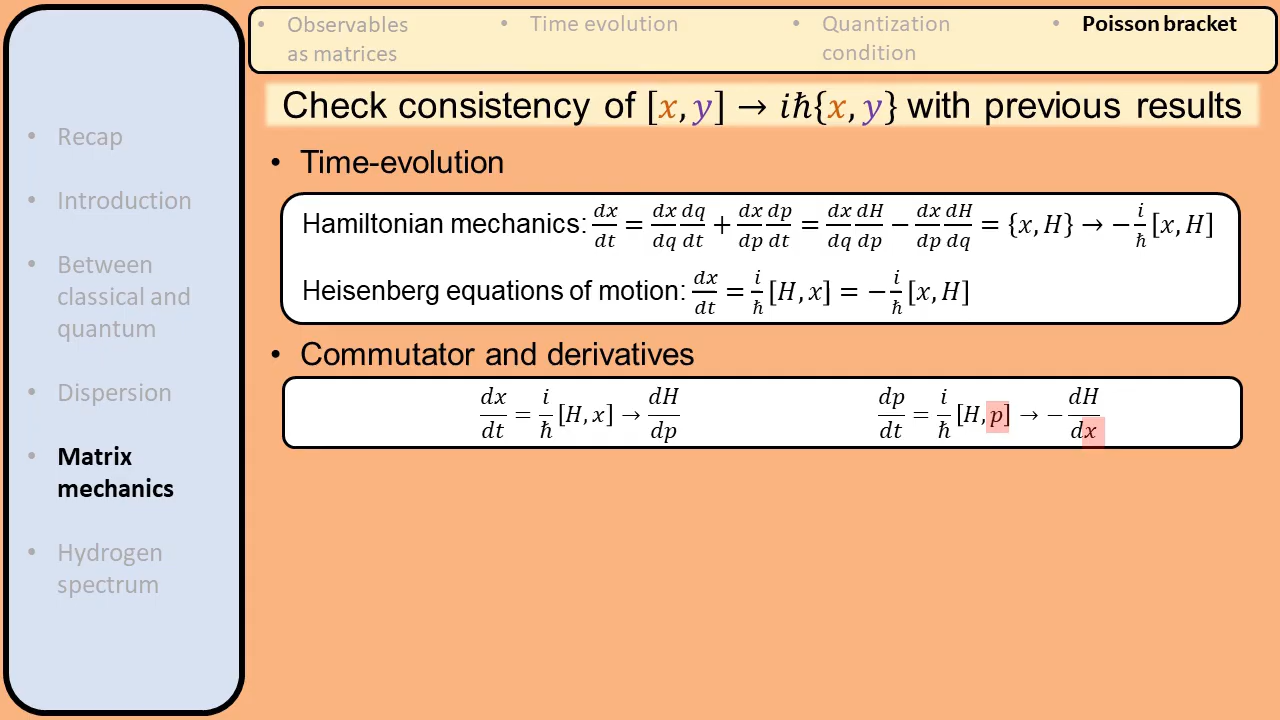 • Observables as matrices
• Time evolution
• Quantization condition
• Poisson bracket
• Recap
• Introduction
• Between classical and quantum
• Dispersion
• Matrix mechanics
• Hydrogen spectrum
Check consistency of [x, y] → iℏ{x, y} with previous results
• Time-evolution
Hamiltonian mechanics: dx/dt = dx/dq dq/dt + dx/dp dp/dt = dx/dq dH/dp − dx/dp dH/dq = {x, H} → − i/ℏ [x, H]
Heisenberg equations of motion: dx/dt = i/ℏ [H, x] = − i/ℏ [x, H]
• Commutator and derivatives
dx/dt = i/ℏ [H, x] → dH/dp
dp/dt = i/ℏ [H, p] → − dH/dx